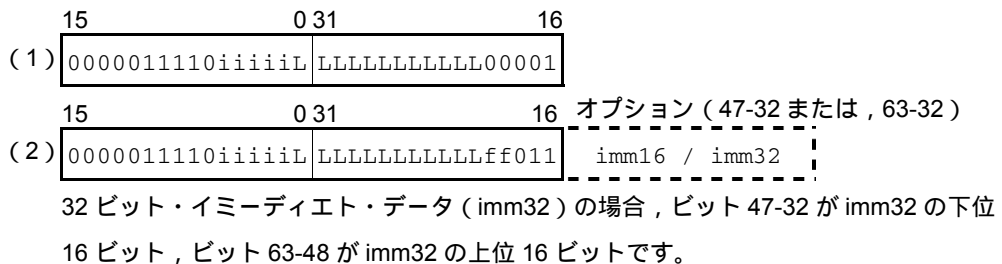 15 0 31 16
(1) 0000011110iiiiiL LLLLLLLLLLL00001
15 0 31 16 オプション(47-32 または,63-32)
(2) 0000011110iiiiiL LLLLLLLLLLLff011 imm16 / imm32
32 ビット・イミーディエト・データ(imm32)の場合,ビット 47-32 が imm32 の下位
16 ビット,ビット 63-48 が imm32 の上位 16 ビットです。